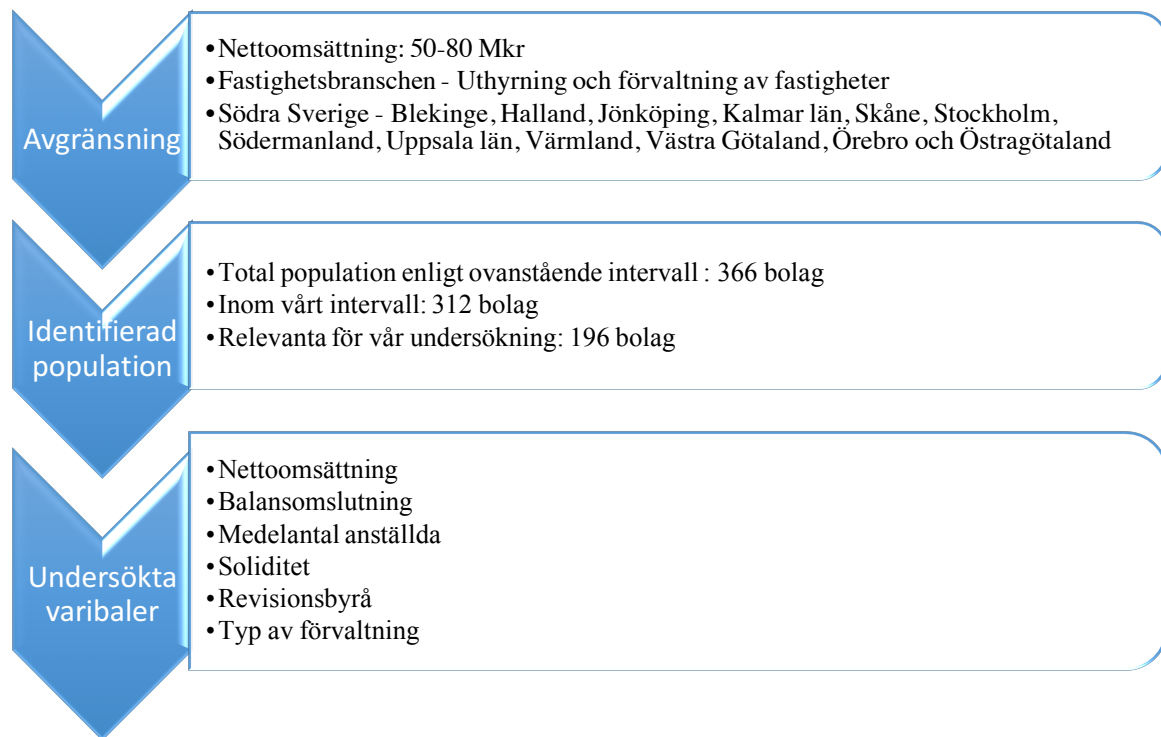 Avgränsning
•Nettoomsättning: 50-80 Mkr
•Fastighetsbranschen - Uthyrning och förvaltning av fastigheter
•Södra Sverige - Blekinge, Halland, Jönköping, Kalmar län, Skåne, Stockholm,
Södermanland, Uppsala län, Värmland, Västra Götaland, Örebro och Östragötaland
Identifierad
population
•Total population enligt ovanstående intervall : 366 bolag
•Inom vårt intervall: 312 bolag
•Relevanta för vår undersökning: 196 bolag
Undersökta
varibaler
•Nettoomsättning
•Balansomslutning
•Medelantal anställda
•Soliditet
•Revisionsbyrå
•Typ av förvaltning